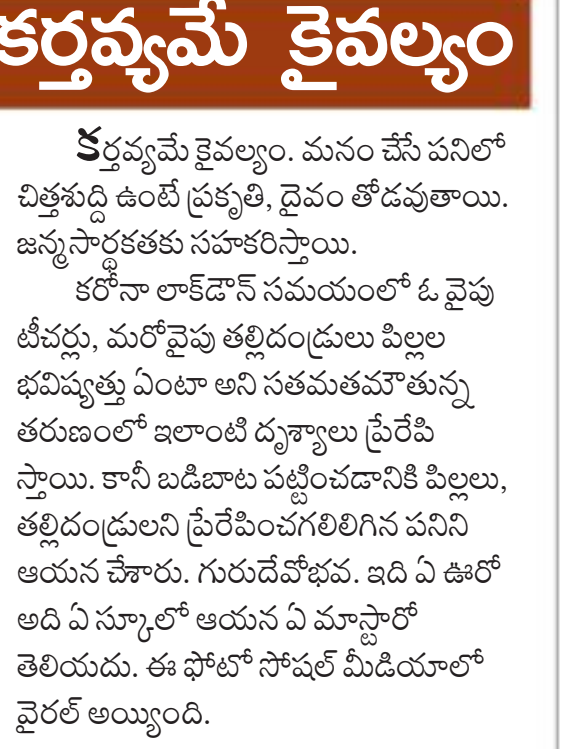 కర్తవ్యమే కైవల్యం
కర్తవ్యమే కైవల్యం. మనం చేసే పనిలో
చిత్తశుద్ధి ఉంటే ప్రకృతి, దైవం తోడవుతాయి.
జన్మసార్థకతకు సహకరిస్తాయి.
కరోనా లాక్‌డౌన్ సమయంలో ఓ వైపు
టీచర్లు, మరోవైపు తల్లిదండ్రులు పిల్లల
భవిష్యత్తు ఏంటా అని సతమతమౌతున్న
తరుణంలో ఇలాంటి దృశ్యాలు ప్రేరేపి
స్తాయి. కానీ బడిబాట పట్టించడానికి పిల్లలు,
తల్లిదండ్రులని ప్రేరేపించగలిలిగిన పనిని
ఆయన చేశారు. గురుదేవోభవ. ఇది ఏ ఊరో
అది ఏ స్కూలో ఆయన ఏ మాస్టారో
తెలియదు. ఈ ఫోటో సోషల్ మీడియాలో
వైరల్ అయ్యింది.